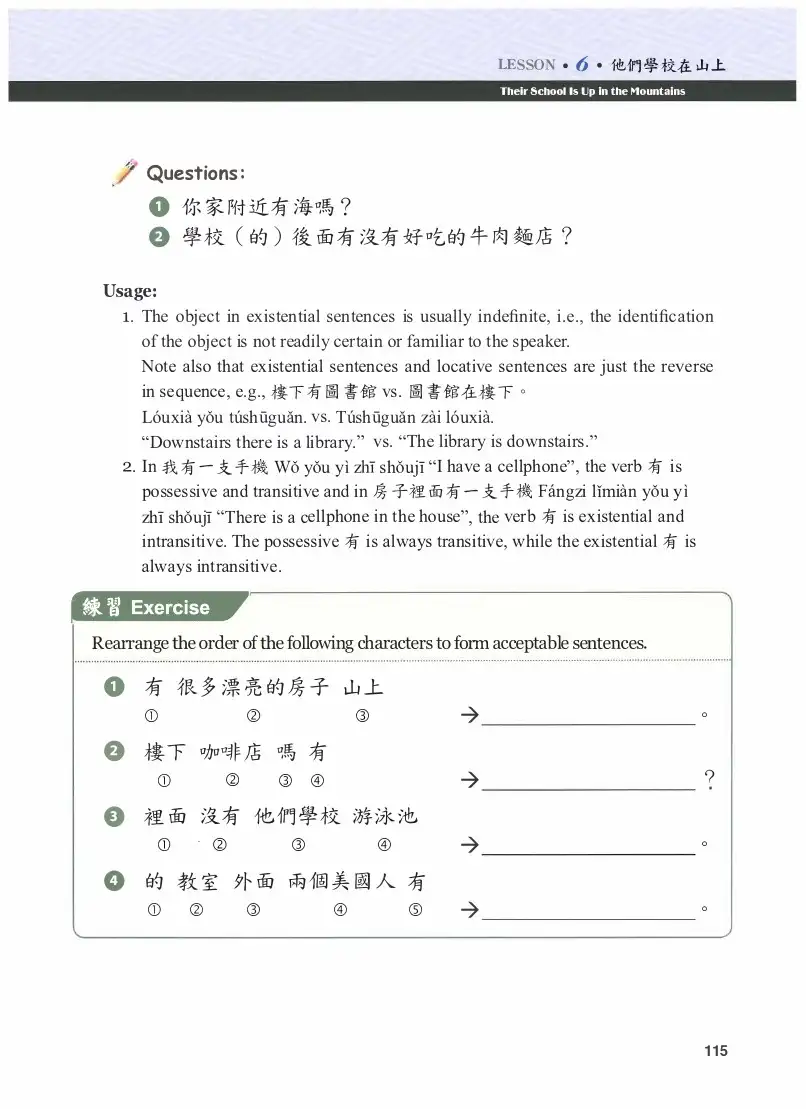 LESSON • 6 • 他們學校在山上
Their School Is Up in the Mountains
Questions:
1 你家附近有海嗎？
2 學校（的）後面有沒有好吃的牛肉麵店？
Usage:
1. The object in existential sentences is usually indefinite, i.e., the identification
of the object is not readily certain or familiar to the speaker.
Note also that existential sentences and locative sentences are just the reverse
in sequence, e.g., 樓下有圖書館 vs. 圖書館在樓下。
Lóuxià yǒu túshūguǎn. vs. Túshūguǎn zài lóuxià.
“Downstairs there is a library.” vs. “The library is downstairs.”
2. In 我有一支手機 Wǒ yǒu yì zhī shǒujī “I have a cellphone”, the verb 有 is
possessive and transitive and in 房子裡面有一支手機 Fángzi lǐmiàn yǒu yì
zhī shǒujī “There is a cellphone in the house”, the verb 有 is existential and
intransitive. The possessive 有 is always transitive, while the existential 有 is
always intransitive.
練習 Exercise
Rearrange the order of the following characters to form acceptable sentences.
1 有 很多漂亮的房子 山上
① ② ③ → 。
2 樓下 咖啡店 嗎 有
① ② ③ ④ → ？
3 裡面 沒有 他們學校 游泳池
① ② ③ ④ → 。
4 的 教室 外面 兩個美國人 有
① ② ③ ④ ⑤ → 。
115